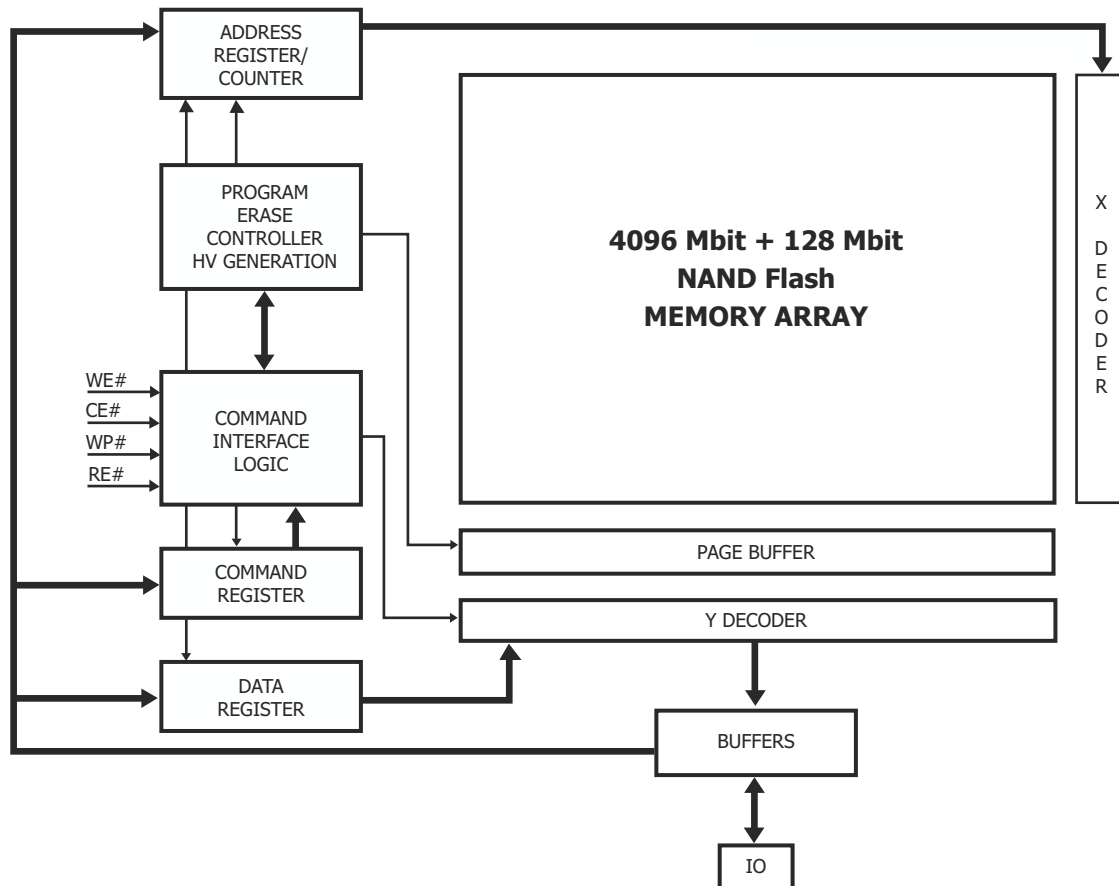 ADDRESS
REGISTER/
COUNTER
PROGRAM
ERASE
CONTROLLER
HV GENERATION
4096 Mbit + 128 Mbit
NAND Flash
MEMORY ARRAY
X DECODER
WE#
CE#
WP#
RE#
COMMAND
INTERFACE
LOGIC
PAGE BUFFER
COMMAND
REGISTER
Y DECODER
DATA
REGISTER
BUFFERS
IO